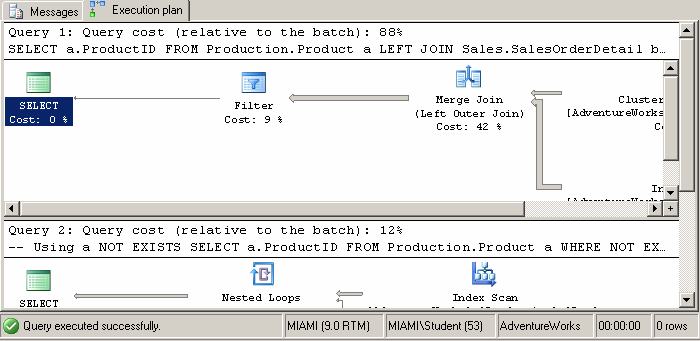 Messages Execution plan
Query 1: Query cost (relative to the batch): 88%
SELECT a.ProductID FROM Production.Product a LEFT JOIN Sales.SalesOrderDetail b…
SELECT
Cost: 0 %
Filter
Cost: 9 %
Merge Join
(Left Outer Join)
Cost: 42 %
Cluster
[AdventureWorks
Co
In
[AdventureWorks
Query 2: Query cost (relative to the batch): 12%
-- Using a NOT EXISTS SELECT a.ProductID FROM Production.Product a WHERE NOT EX…
SELECT
Nested Loops
Index Scan
Query executed successfully. MIAMI (9.0 RTM) MIAMI\Student (53) AdventureWorks 00:00:00 0 rows